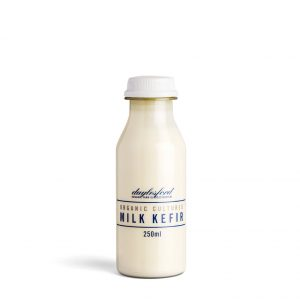 daylesford
ORGANIC CULTURED
MILK KEFIR
250ml